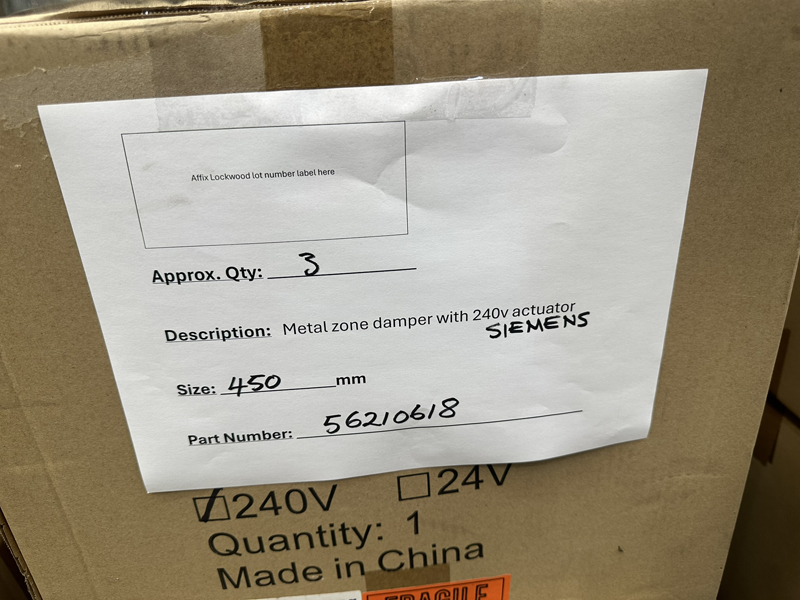 Affix Lockwood lot number label here
Approx. Qty: 3
Description: Metal zone damper with 240v actuator
SIEMENS
Size: 450 mm
Part Number: 56210618
240V 24V
Quantity: 1
Made in China
FRAGILE